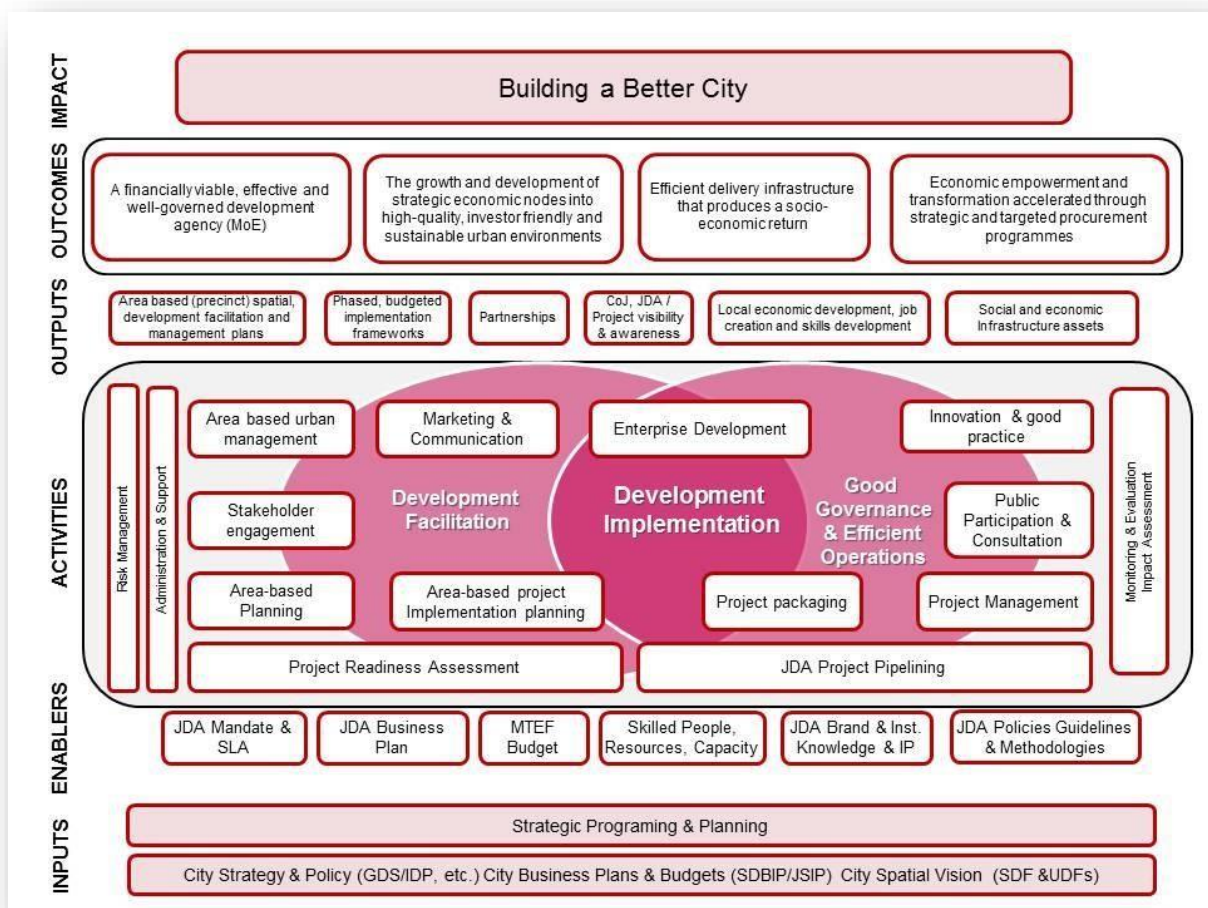 IMPACT
Building a Better City
OUTCOMES
A financially viable, effective and
well-governed development
agency (MoE)
The growth and development of
strategic economic nodes into
high-quality, investor friendly and
sustainable urban environments
Efficient delivery infrastructure
that produces a socio-
economic return
Economic empowerment and
transformation accelerated through
strategic and targeted procurement
programmes
OUTPUTS
Area based (precinct) spatial,
development facilitation and
management plans
Phased, budgeted
implementation
frameworks
Partnerships
CoJ, JDA /
Project visibility
& awareness
Local economic development, job
creation and skills development
Social and economic
Infrastructure assets
ACTIVITIES
Risk Management
Administration & Support
Area based urban
management
Marketing &
Communication
Enterprise Development
Innovation & good
practice
Stakeholder
engagement
Development
Facilitation
Development
Implementation
Good
Governance
& Efficient
Operations
Public
Participation &
Consultation
Area-based
Planning
Area-based project
Implementation planning
Project packaging
Project Management
Project Readiness Assessment
JDA Project Pipelining
Monitoring & Evaluation
Impact Assessment
ENABLERS
JDA Mandate &
SLA
JDA Business
Plan
MTEF
Budget
Skilled People,
Resources, Capacity
JDA Brand & Inst.
Knowledge & IP
JDA Policies Guidelines
& Methodologies
INPUTS
Strategic Programing & Planning
City Strategy & Policy (GDS/IDP, etc.) City Business Plans & Budgets (SDBIP/JSIP) City Spatial Vision (SDF &UDFs)